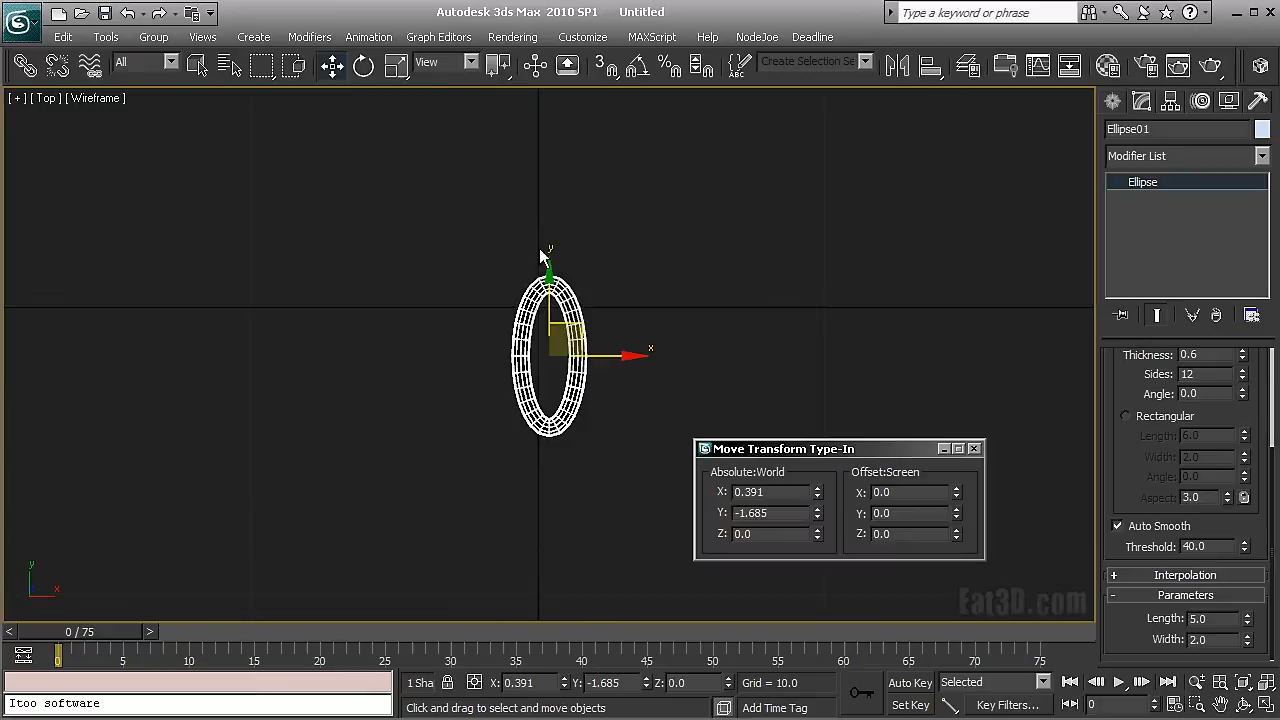 Autodesk 3ds Max 2010 SP1 Untitled
Type a keyword or phrase
Edit Tools Group Views Create Modifiers Animation Graph Editors Rendering Customize MAXScript Help NodeJoe Deadline
All View Create Selection Se
[ + ] [ Top ] [ Wireframe ]
Ellipse01
Modifier List
Ellipse
y
x
Thickness: 0.6
Sides: 12
Angle: 0.0
Rectangular
Length: 6.0
Width: 2.0
Angle: 0.0
Aspect: 3.0
Auto Smooth
Threshold: 40.0
+ Interpolation
- Parameters
Length: 5.0
Width: 2.0
Move Transform Type-In
Absolute:World Offset:Screen
X: 0.391 X: 0.0
Y: -1.685 Y: 0.0
Z: 0.0 Z: 0.0
y
x
Eat3D.com
< 0 / 75 >
0 5 10 15 20 25 30 35 40 45 50 55 60 65 70 75
1 Sha X: 0.391 Y: -1.685 Z: 0.0 Grid = 10.0 Auto Key Selected
Itoo software Click and drag to select and move objects Add Time Tag Set Key Key Filters... 0